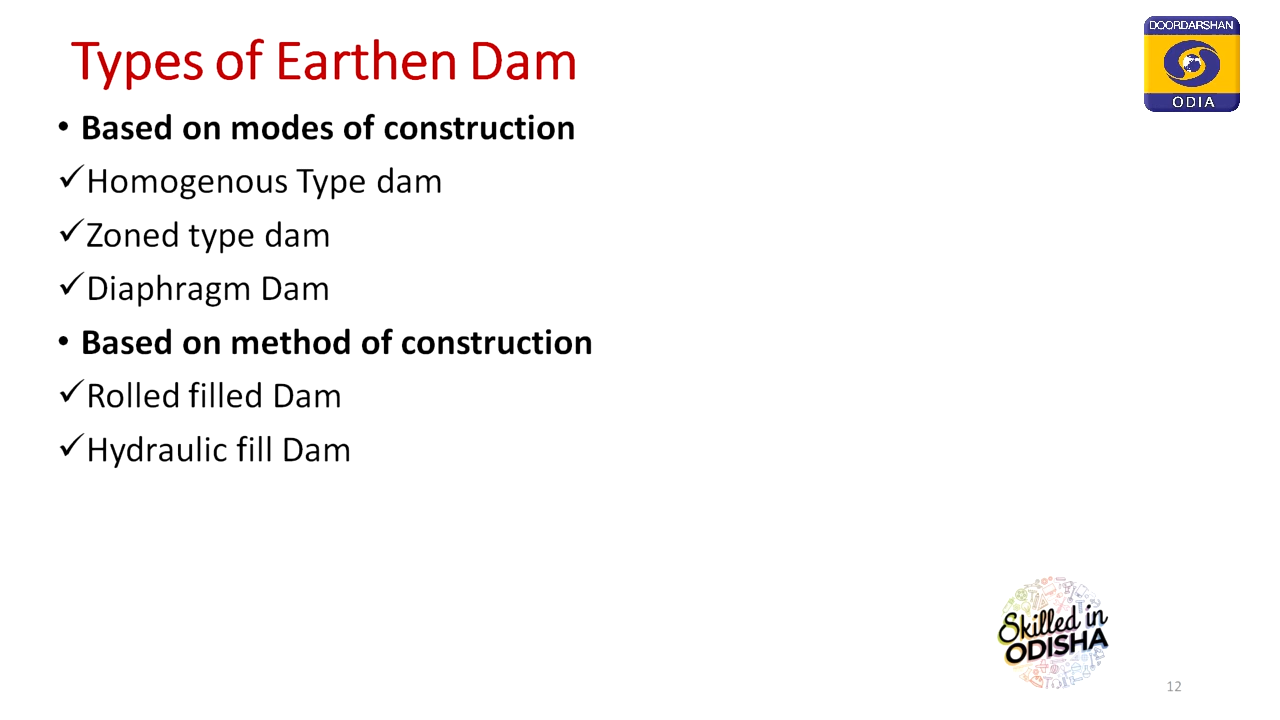 Types of Earthen Dam
DOORDARSHAN
ODIA
• Based on modes of construction
✓Homogenous Type dam
✓Zoned type dam
✓Diaphragm Dam
• Based on method of construction
✓Rolled filled Dam
✓Hydraulic fill Dam
Skilled in
ODISHA
12